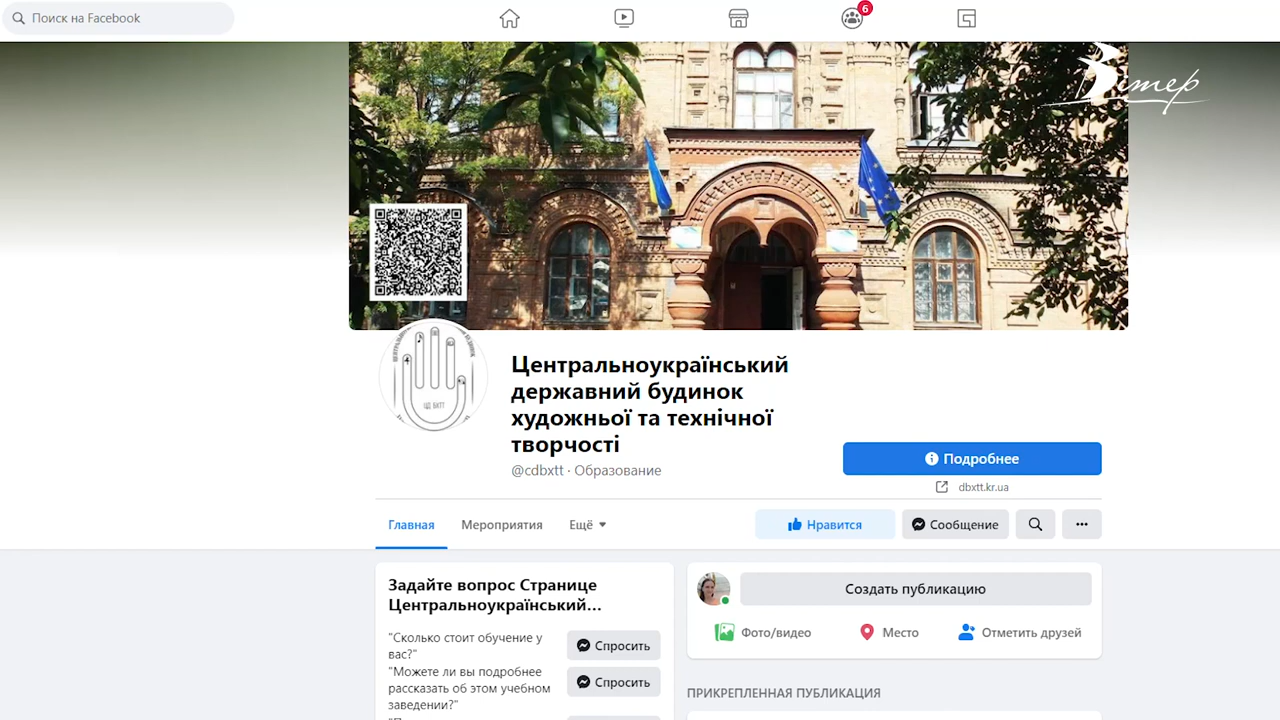 Поиск на Facebook
6
Вітер
ЦД БХТТ
Центральноукраїнський
державний будинок
художньої та технічної
творчості
@cdbxtt · Образование
Подробнее
dbxtt.kr.ua
Главная
Мероприятия
Ещё
Нравится
Сообщение
Задайте вопрос Странице
Центральноукраїнський...
"Сколько стоит обучение у
вас?"
Спросить
"Можете ли вы подробнее
рассказать об этом учебном
заведении?"
Спросить
Создать публикацию
Фото/видео
Место
Отметить друзей
ПРИКРЕПЛЕННАЯ ПУБЛИКАЦИЯ